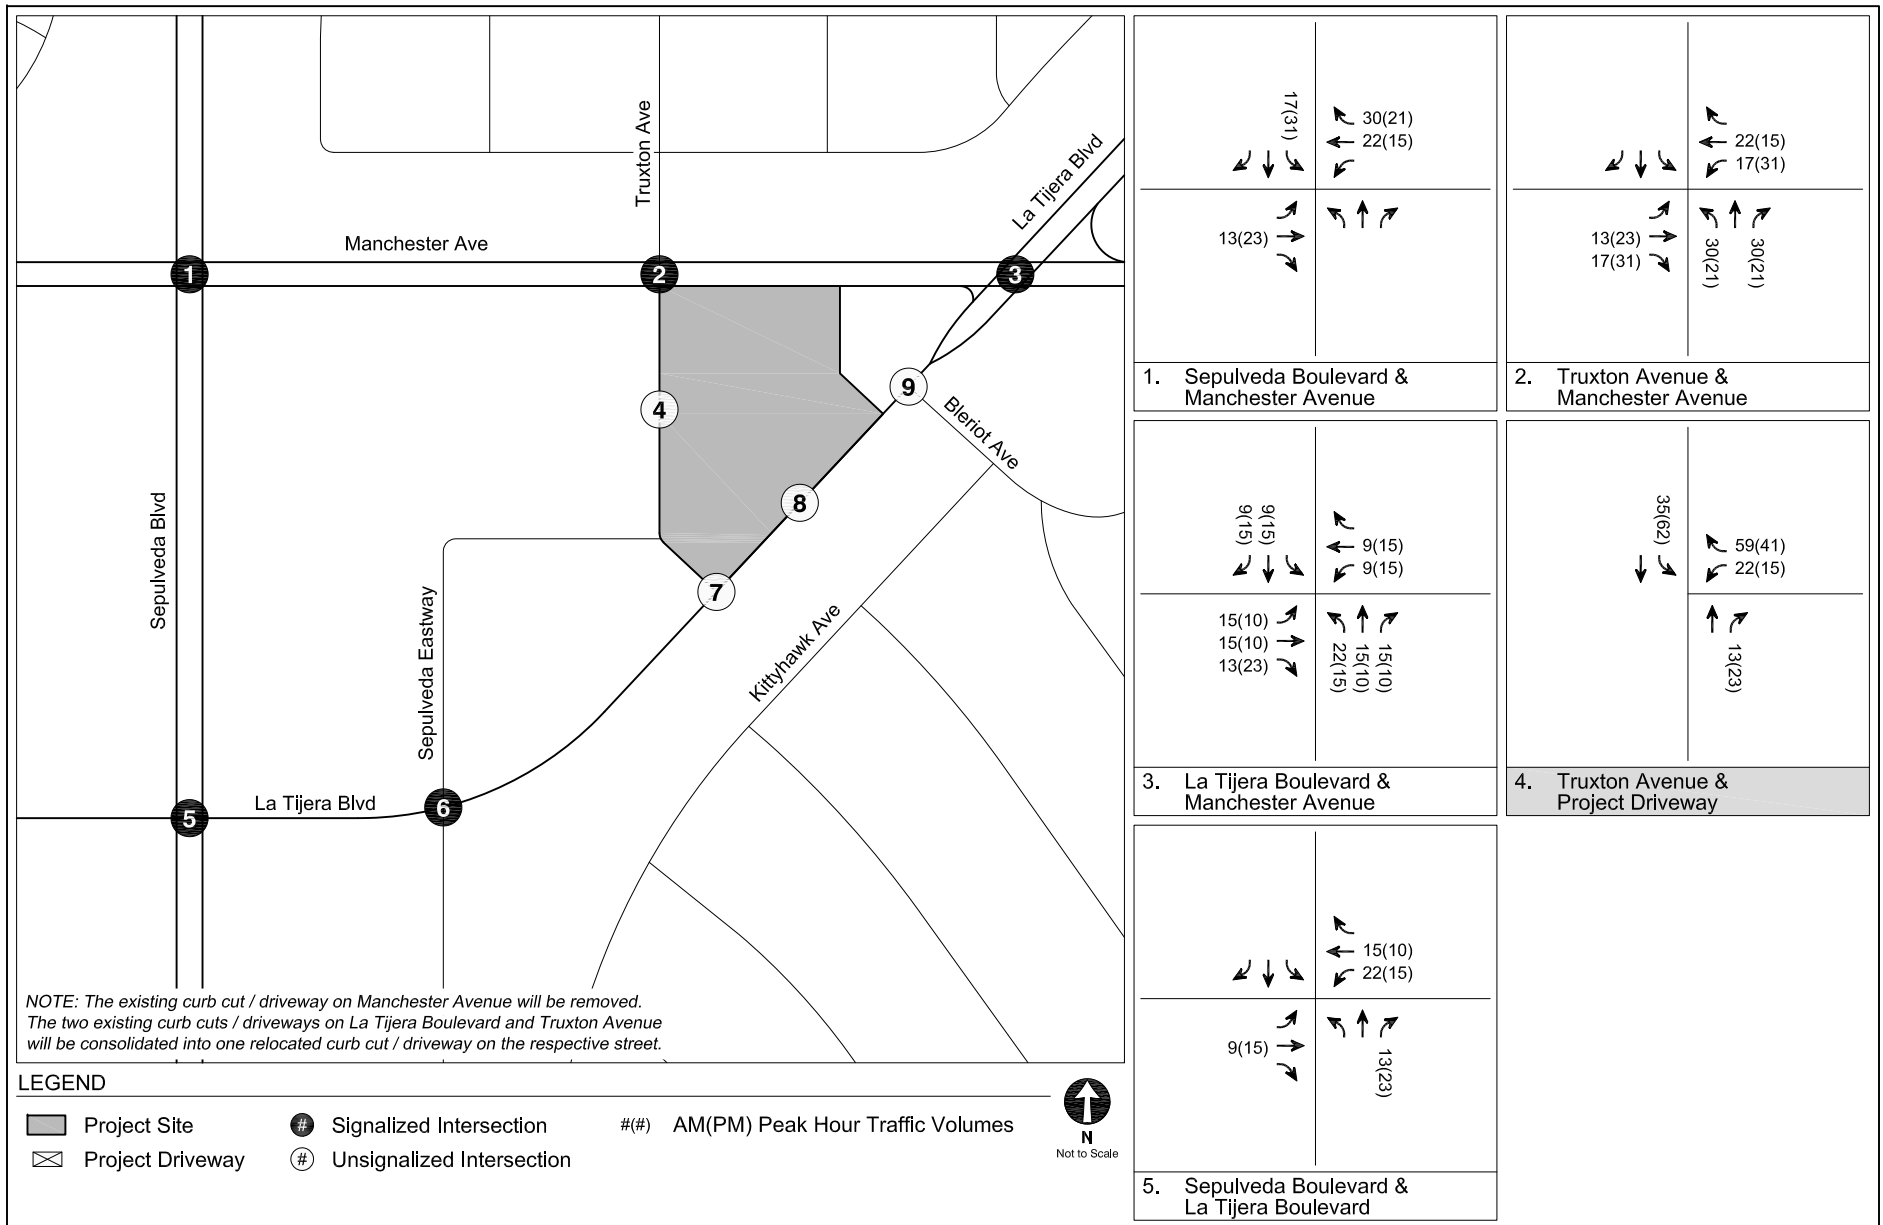 Truxton Ave
La Tijera Blvd
Manchester Ave
1
2
3
4
9
Bleriot Ave
8
Sepulveda Blvd
7
Sepulveda Eastway
Kittyhawk Ave
La Tijera Blvd
5
6
NOTE: The existing curb cut / driveway on Manchester Avenue will be removed.
The two existing curb cuts / driveways on La Tijera Boulevard and Truxton Avenue
will be consolidated into one relocated curb cut / driveway on the respective street.
LEGEND
Project Site
# Signalized Intersection
#(#) AM(PM) Peak Hour Traffic Volumes
Project Driveway
# Unsignalized Intersection
N
Not to Scale
17(31)
30(21)
22(15)
13(23)
1. Sepulveda Boulevard &
Manchester Avenue
22(15)
17(31)
13(23)
17(31)
30(21)
30(21)
2. Truxton Avenue &
Manchester Avenue
9(15)
9(15)
9(15)
9(15)
15(10)
15(10)
13(23)
22(15)
15(10)
15(10)
3. La Tijera Boulevard &
Manchester Avenue
35(62)
59(41)
22(15)
13(23)
4. Truxton Avenue &
Project Driveway
15(10)
22(15)
9(15)
13(23)
5. Sepulveda Boulevard &
La Tijera Boulevard